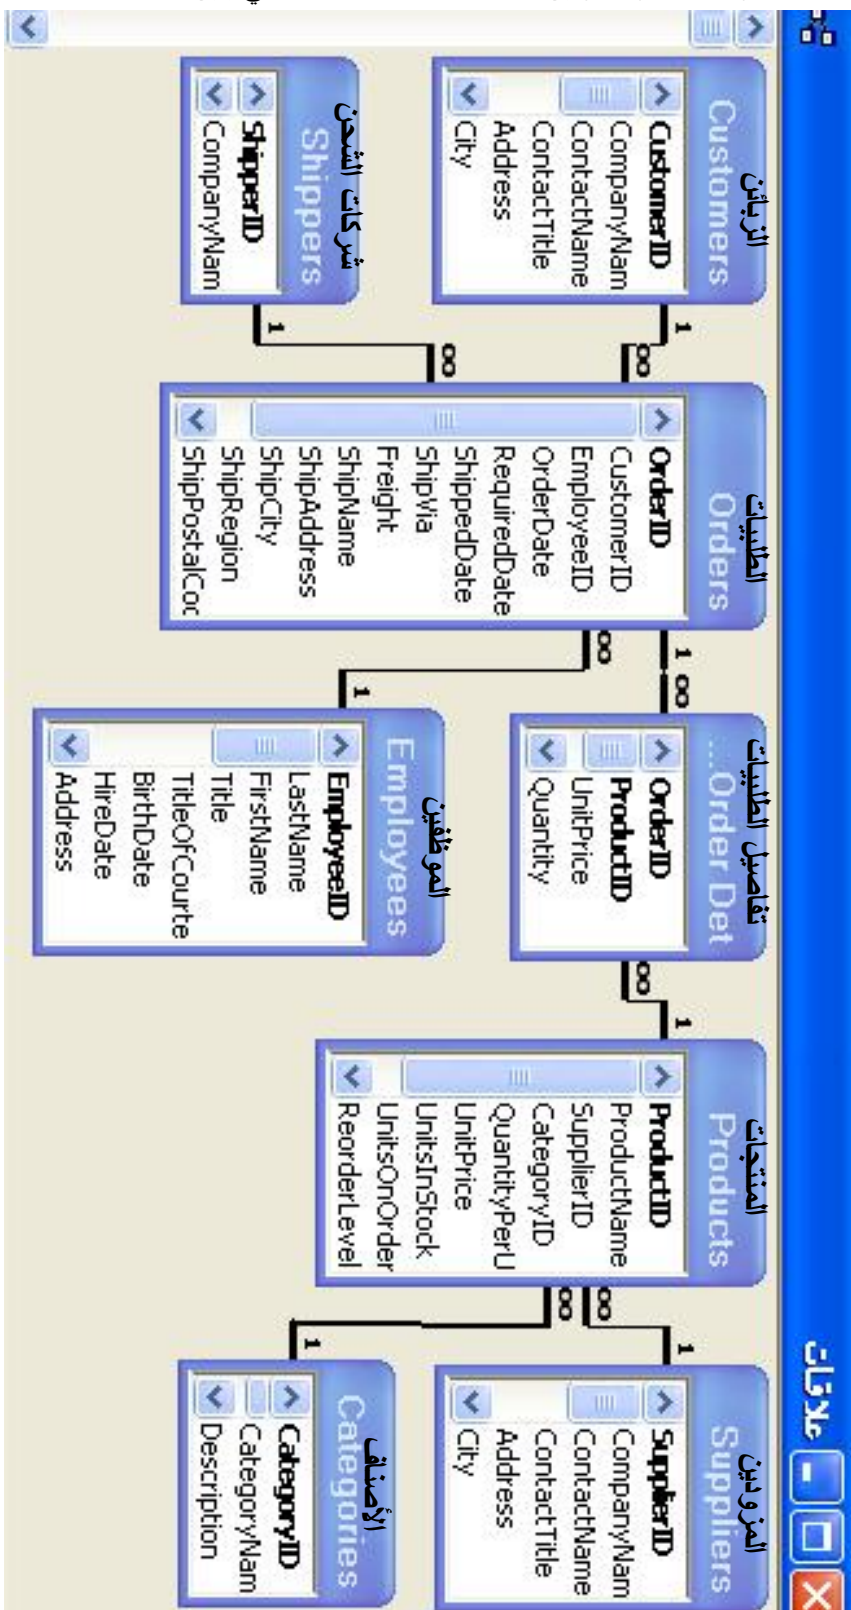 علاقات
الزبائن
Customers
CustomerID
CompanyNam
ContactName
ContactTitle
Address
City
شركات الشحن
Shippers
ShipperID
CompanyNam
1
∞
1
∞
الطلبيات
Orders
OrderID
CustomerID
EmployeeID
OrderDate
RequiredDate
ShippedDate
ShipVia
Freight
ShipName
ShipAddress
ShipCity
ShipRegion
ShipPostalCoc
1
∞
∞
1
تفاصيل الطلبيات
...Order Det
OrderID
ProductID
UnitPrice
Quantity
الموظفين
Employees
EmployeeID
LastName
FirstName
Title
TitleOfCourte
BirthDate
HireDate
Address
∞
1
المنتجات
Products
ProductID
ProductName
SupplierID
CategoryID
QuantityPerU
UnitPrice
UnitsInStock
UnitsOnOrder
ReorderLevel
∞
1
∞
1
المزودين
Suppliers
SupplierID
CompanyNam
ContactName
ContactTitle
Address
City
الأصناف
Categories
CategoryID
CategoryNam
Description